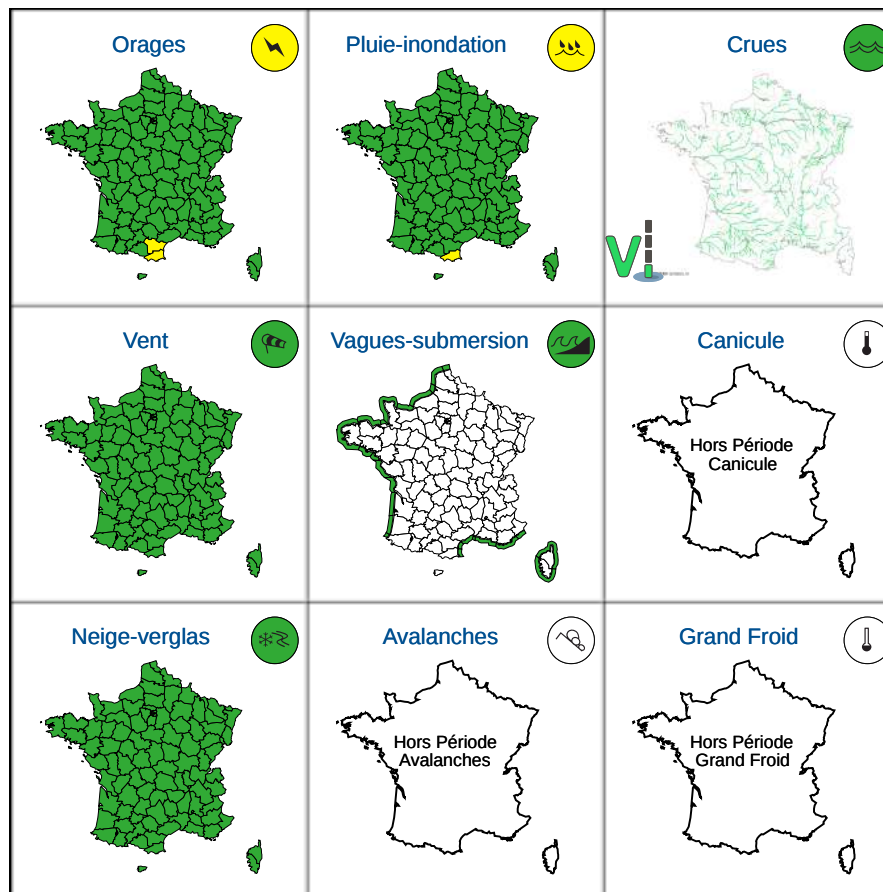 Orages
Pluie-inondation
Crues
Vi
Vent
Vagues-submersion
Canicule
Hors Période
Canicule
Neige-verglas
Avalanches
Hors Période
Avalanches
Grand Froid
Hors Période
Grand Froid